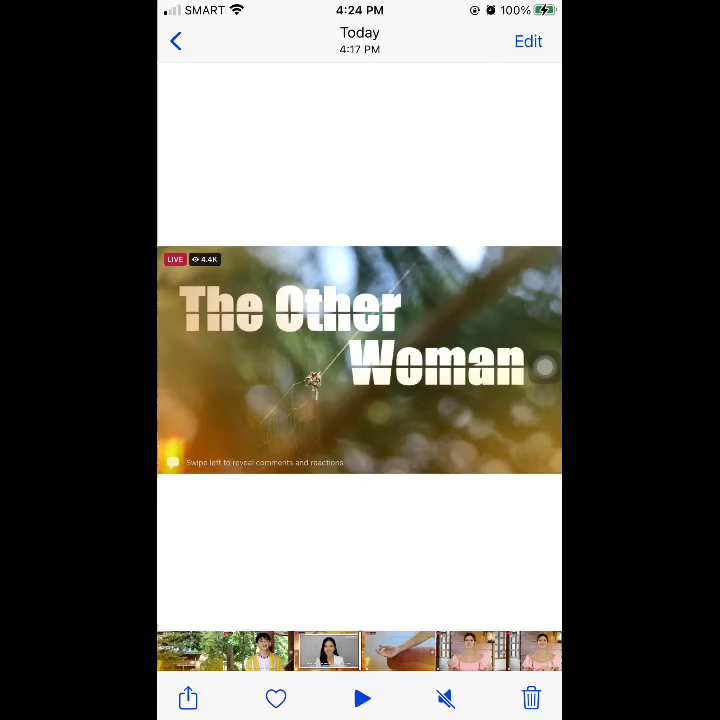 SMART 4:24 PM 100%
Today
4:17 PM
Edit
LIVE 4.4K
The Other
Woman
Swipe left to reveal comments and reactions